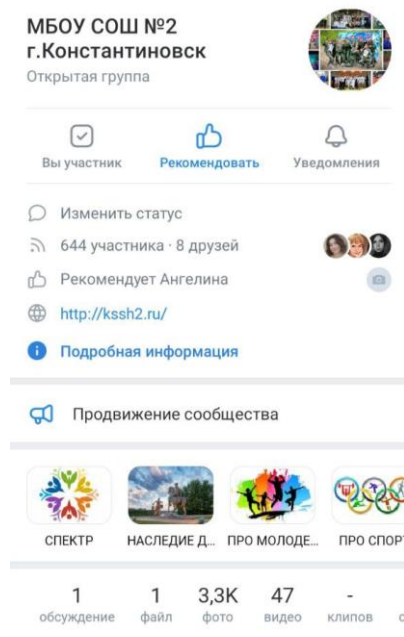 МБОУ СОШ №2
г.Константиновск
Открытая группа
Вы участник
Рекомендовать
Уведомления
Изменить статус
644 участника · 8 друзей
Рекомендует Ангелина
http://kssh2.ru/
Подробная информация
Продвижение сообщества
СПЕКТР
НАСЛЕДИЕ Д...
ПРО МОЛОДЕ...
ПРО СПОРТ
1
1
3,3K
47
-
обсуждение
файл
фото
видео
клипов